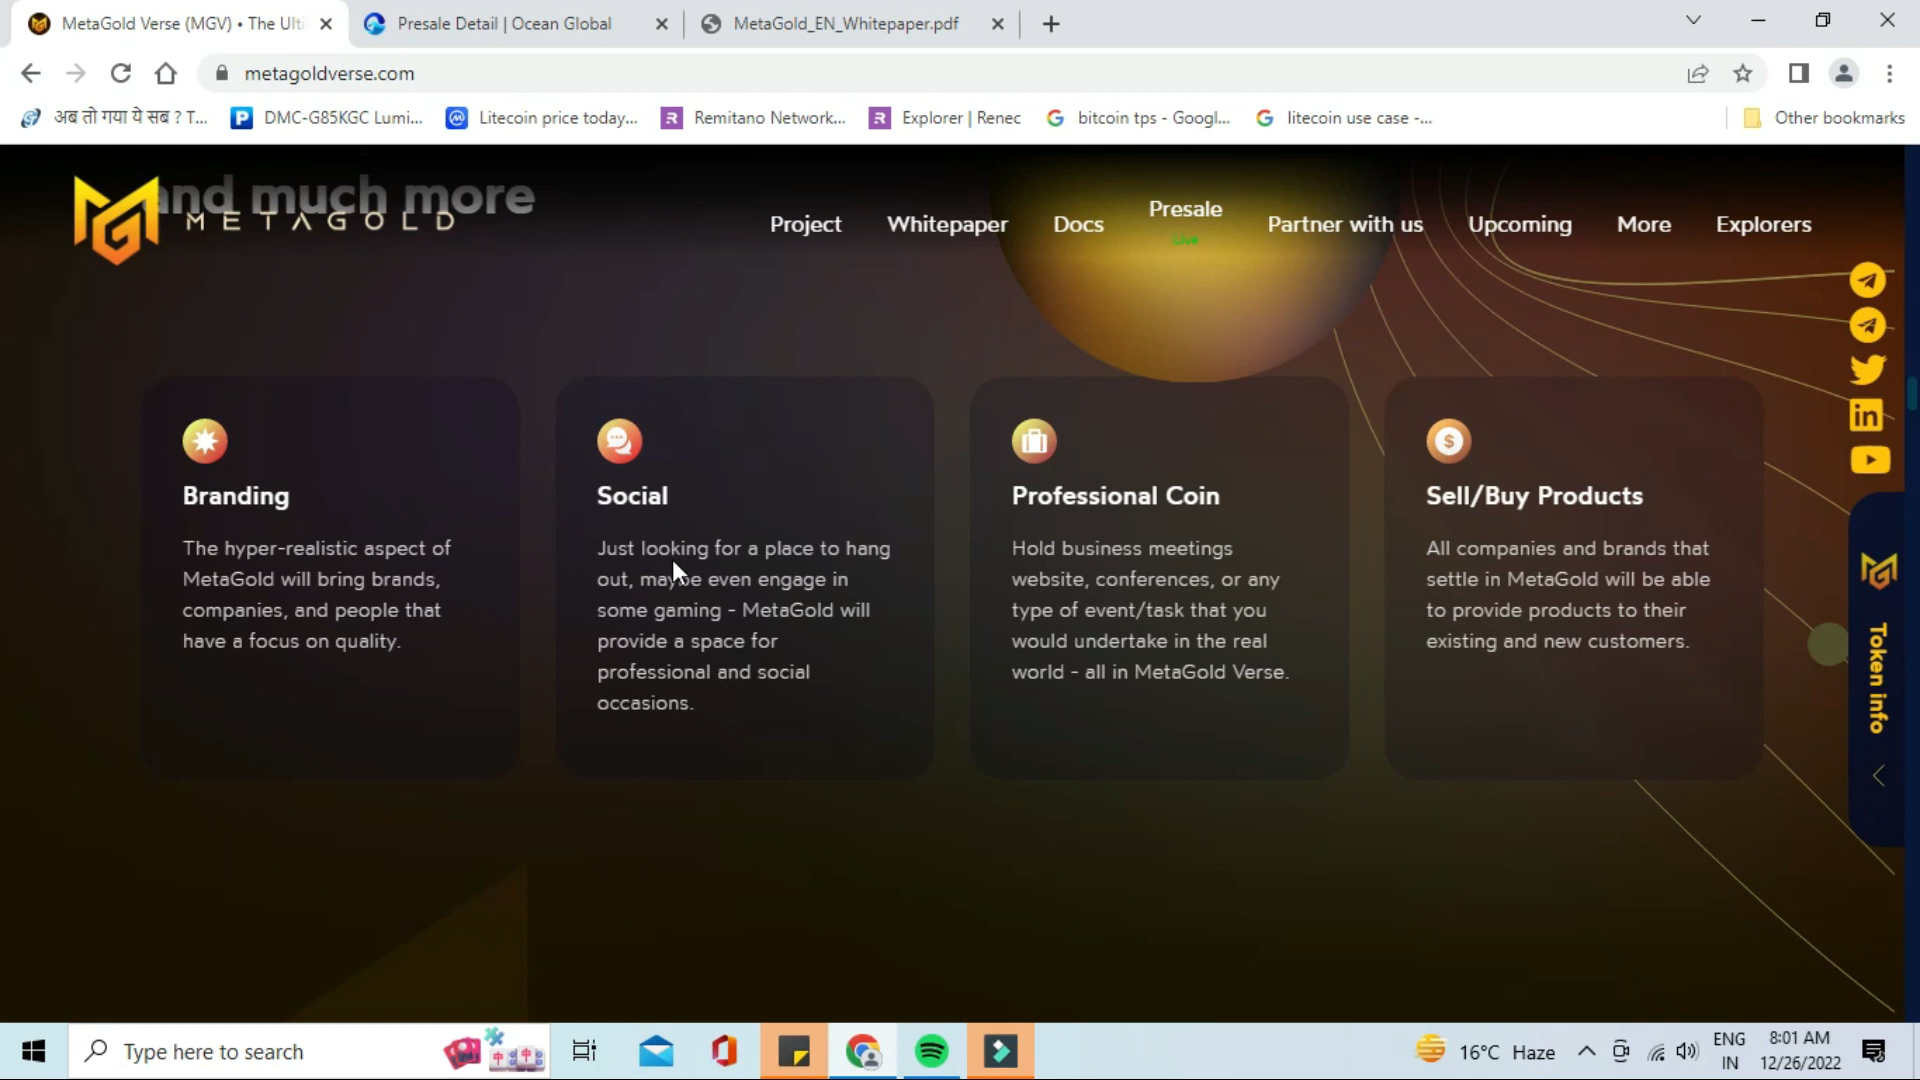 MetaGold Verse (MGV) • The Ulti
Presale Detail | Ocean Global
MetaGold_EN_Whitepaper.pdf
metagoldverse.com
अब तो गया ये सब ? T...
DMC-G85KGC Lumi...
Litecoin price today...
Remitano Network...
Explorer | Renec
bitcoin tps - Googl...
litecoin use case -...
Other bookmarks
and much more
METAGOLD
Project
Whitepaper
Docs
Presale
Live
Partner with us
Upcoming
More
Explorers
Branding
The hyper-realistic aspect of
MetaGold will bring brands,
companies, and people that
have a focus on quality.
Social
Just looking for a place to hang
out, maybe even engage in
some gaming - MetaGold will
provide a space for
professional and social
occasions.
Professional Coin
Hold business meetings
website, conferences, or any
type of event/task that you
would undertake in the real
world - all in MetaGold Verse.
Sell/Buy Products
All companies and brands that
settle in MetaGold will be able
to provide products to their
existing and new customers.
Token info
Type here to search
16°C Haze
ENG
IN
8:01 AM
12/26/2022